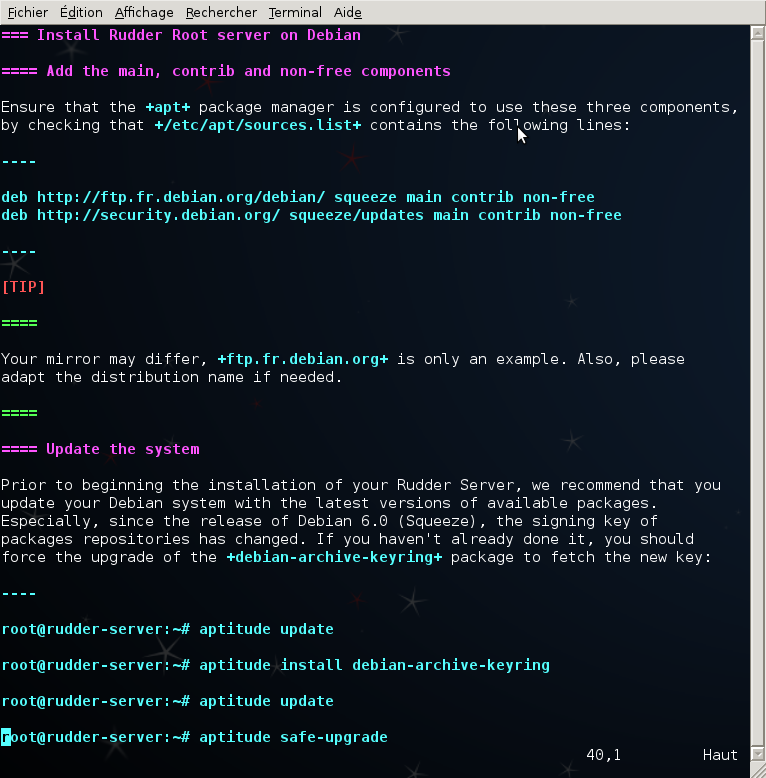 Fichier Édition Affichage Rechercher Terminal Aide
=== Install Rudder Root server on Debian
==== Add the main, contrib and non-free components
Ensure that the +apt+ package manager is configured to use these three components,
by checking that +/etc/apt/sources.list+ contains the following lines:
----
deb http://ftp.fr.debian.org/debian/ squeeze main contrib non-free
deb http://security.debian.org/ squeeze/updates main contrib non-free
----
[TIP]
====
Your mirror may differ, +ftp.fr.debian.org+ is only an example. Also, please
adapt the distribution name if needed.
====
==== Update the system
Prior to beginning the installation of your Rudder Server, we recommend that you
update your Debian system with the latest versions of available packages.
Especially, since the release of Debian 6.0 (Squeeze), the signing key of
packages repositories has changed. If you haven't already done it, you should
force the upgrade of the +debian-archive-keyring+ package to fetch the new key:
----
root@rudder-server:~# aptitude update
root@rudder-server:~# aptitude install debian-archive-keyring
root@rudder-server:~# aptitude update
root@rudder-server:~# aptitude safe-upgrade
40,1 Haut